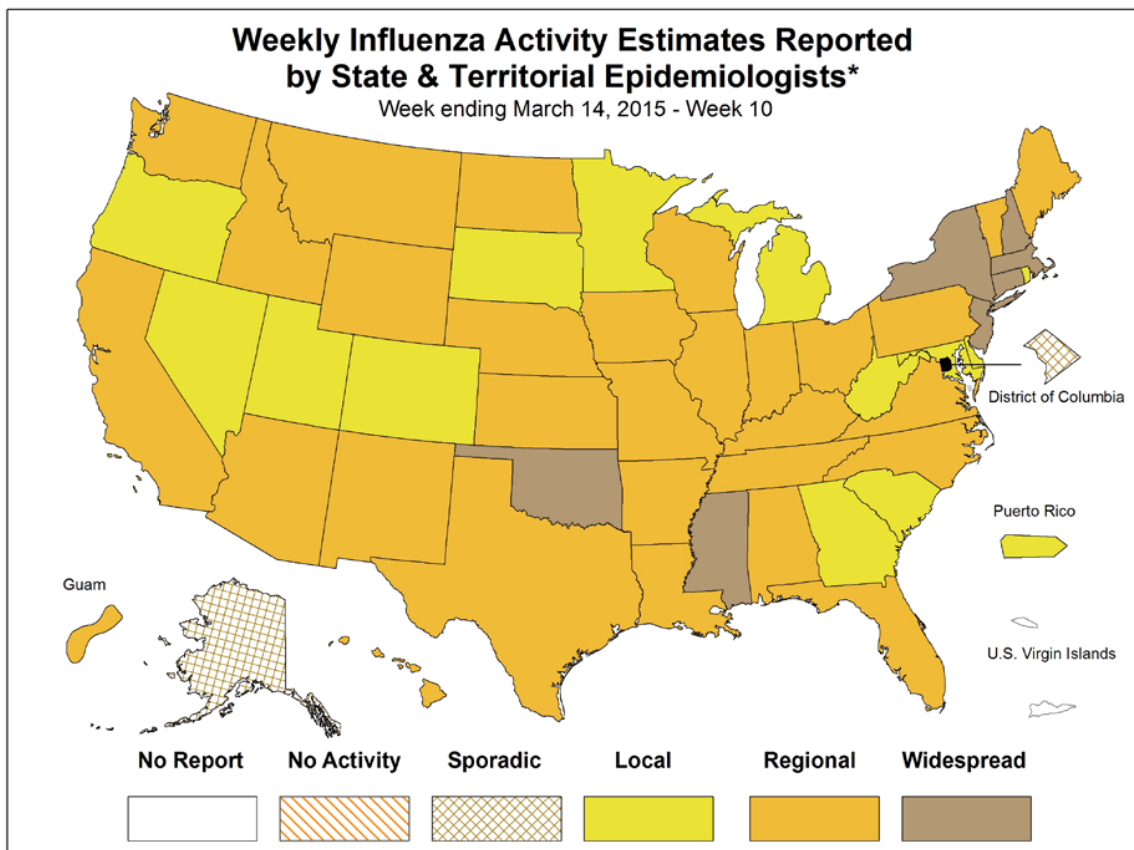 Weekly Influenza Activity Estimates Reported
by State & Territorial Epidemiologists*
Week ending March 14, 2015 - Week 10
District of Columbia
Puerto Rico
Guam
U.S. Virgin Islands
No Report No Activity Sporadic Local Regional Widespread